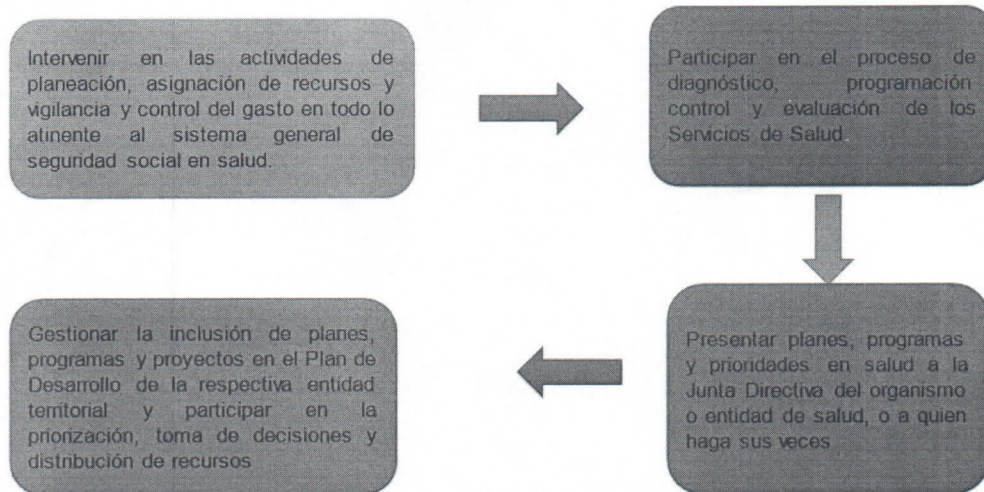 Intervenir en las actividades de
planeación, asignación de recursos y
vigilancia y control del gasto en todo lo
atinente al sistema general de
seguridad social en salud.
Participar en el proceso de
diagnóstico, programación
control y evaluación de los
Servicios de Salud.
Presentar planes, programas
y prioridades en salud a la
Junta Directiva del organismo
o entidad de salud, o a quien
haga sus veces
Gestionar la inclusión de planes,
programas y proyectos en el Plan de
Desarrollo de la respectiva entidad
territorial y participar en la
priorización, toma de decisiones y
distribución de recursos